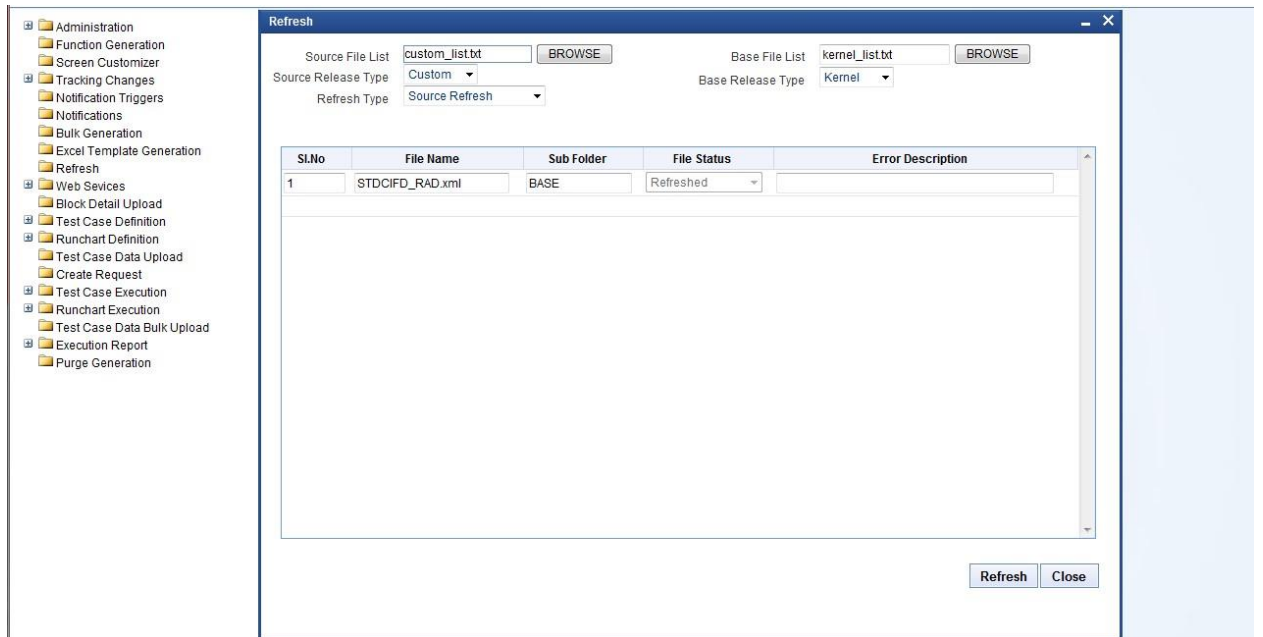 Administration
Function Generation
Screen Customizer
Tracking Changes
Notification Triggers
Notifications
Bulk Generation
Excel Template Generation
Refresh
Web Sevices
Block Detail Upload
Test Case Definition
Runchart Definition
Test Case Data Upload
Create Request
Test Case Execution
Runchart Execution
Test Case Data Bulk Upload
Execution Report
Purge Generation
Refresh
Source File List custom_list.txt BROWSE Base File List kernel_list.txt BROWSE
Source Release Type Custom Base Release Type Kernel
Refresh Type Source Refresh
Sl.No File Name Sub Folder File Status Error Description
1 STDCIFD_RAD.xml BASE Refreshed
Refresh Close